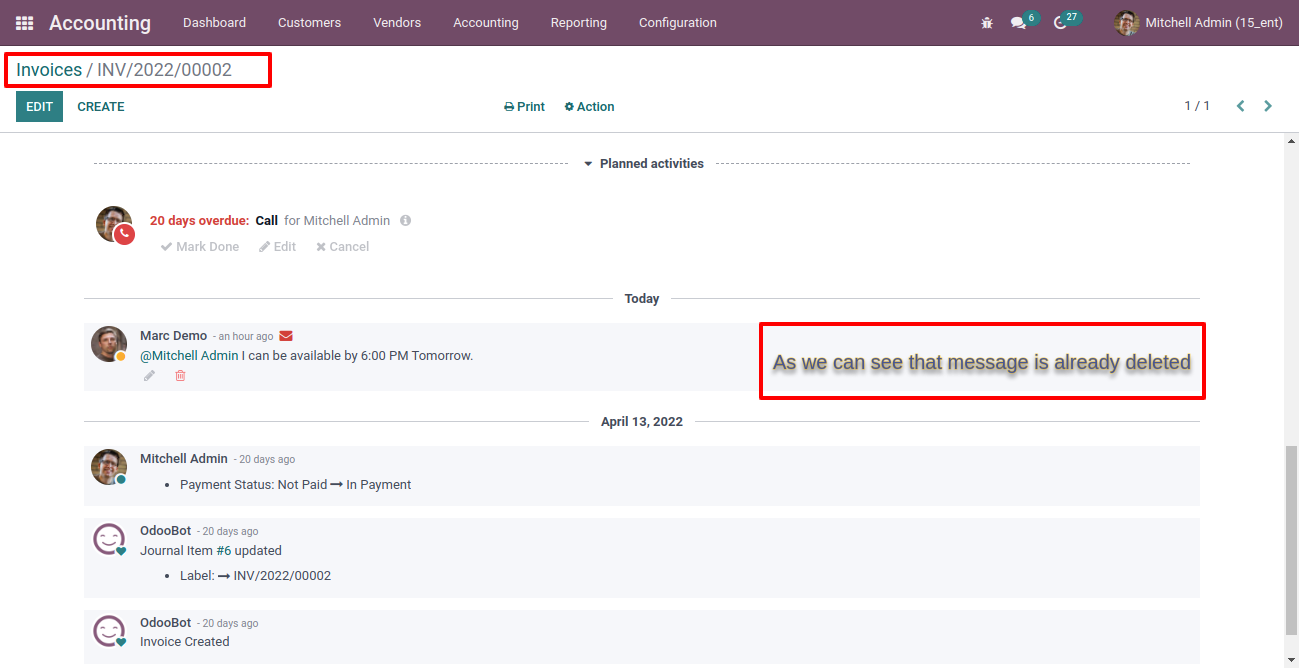 Accounting Dashboard Customers Vendors Accounting Reporting Configuration 6 27 Mitchell Admin (15_ent)
Invoices / INV/2022/00002
EDIT CREATE Print Action 1 / 1
Planned activities
20 days overdue: Call for Mitchell Admin
Mark Done Edit Cancel
Today
Marc Demo - an hour ago
@Mitchell Admin I can be available by 6:00 PM Tomorrow.
As we can see that message is already deleted
April 13, 2022
Mitchell Admin - 20 days ago
• Payment Status: Not Paid → In Payment
OdooBot - 20 days ago
Journal Item #6 updated
• Label: → INV/2022/00002
OdooBot - 20 days ago
Invoice Created